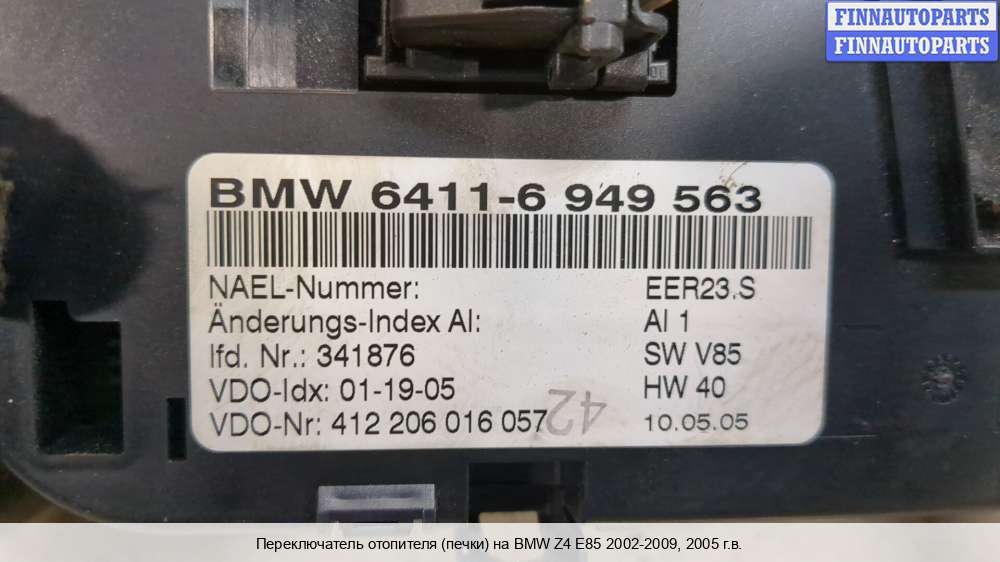 FINNAUTOPARTS
FINNAUTOPARTS
BMW 6411-6 949 563
NAEL-Nummer: EER23.S
Änderungs-Index AI: AI 1
lfd. Nr.: 341876 SW V85
VDO-Idx: 01-19-05 HW 40
VDO-Nr: 412 206 016 057 42 10.05.05
Переключатель отопителя (печки) на BMW Z4 E85 2002-2009, 2005 г.в.